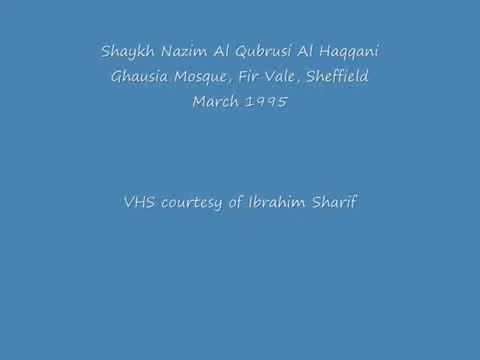 Shaykh Nazim Al Qubrusi Al Haqqani
Ghausia Mosque, Fir Vale, Sheffield
March 1995
VHS courtesy of Ibrahim Sharif